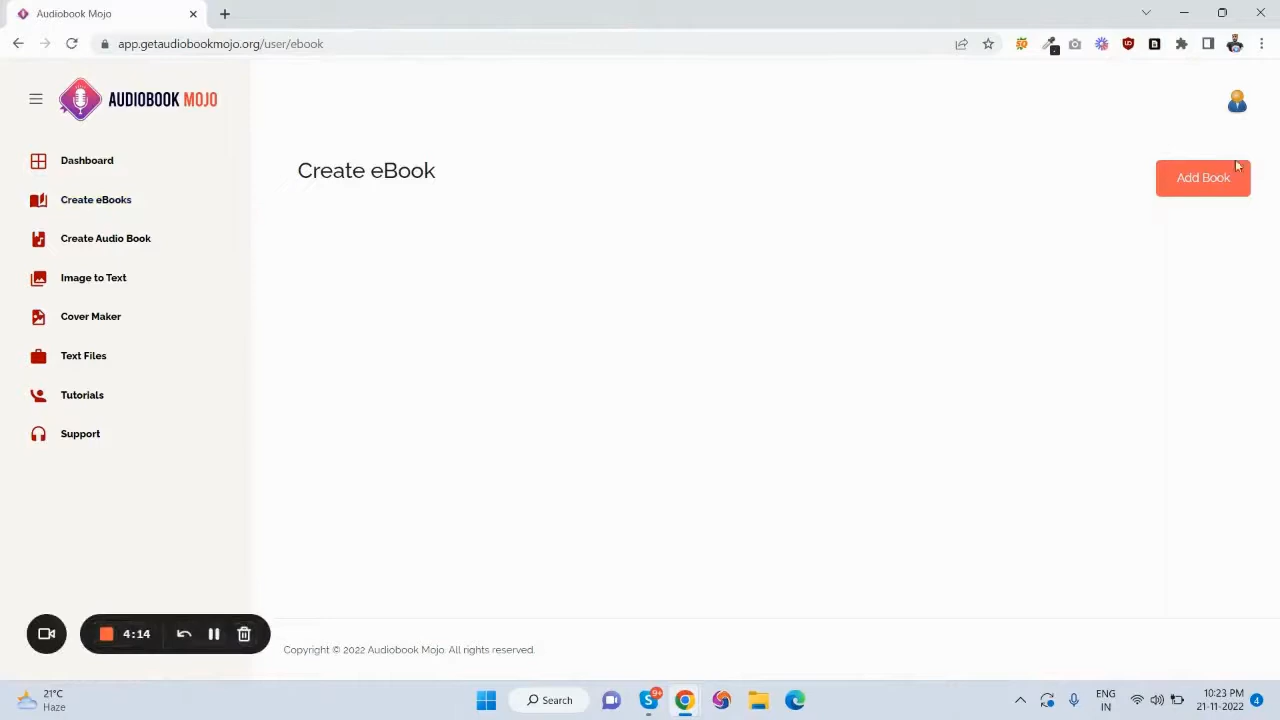 Audiobook Mojo
app.getaudiobookmojo.org/user/ebook
AUDIOBOOK MOJO
Dashboard
Create eBooks
Create Audio Book
Image to Text
Cover Maker
Text Files
Tutorials
Support
Create eBook
Add Book
4:14
Copyright © 2022 Audiobook Mojo. All rights reserved.
21°C
Haze
Search
9+
ENG
IN
10:23 PM
21-11-2022
4